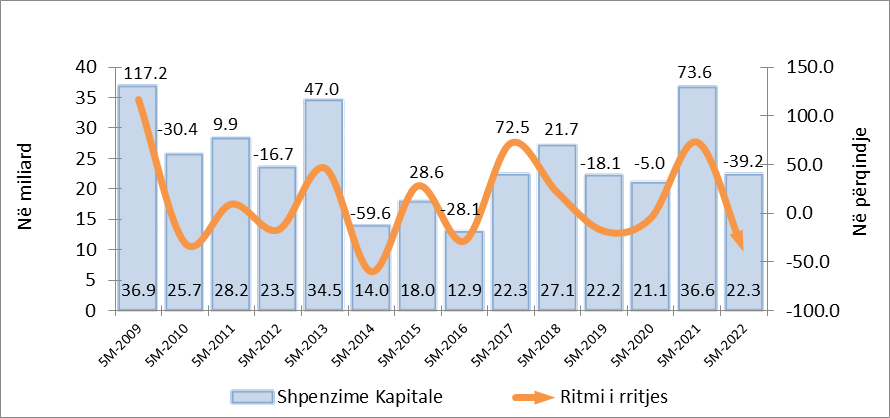 117.2 -30.4 9.9 -16.7 47.0 -59.6 28.6 -28.1 72.5 21.7 -18.1 -5.0 73.6 -39.2
Në miliard
40
35
30
25
20
15
10
5
0
36.9 25.7 28.2 23.5 34.5 14.0 18.0 12.9 22.3 27.1 22.2 21.1 36.6 22.3
150.0
100.0
50.0
0.0
-50.0
-100.0
Në përqindje
5M-2009 5M-2010 5M-2011 5M-2012 5M-2013 5M-2014 5M-2015 5M-2016 5M-2017 5M-2018 5M-2019 5M-2020 5M-2021 5M-2022
Shpenzime Kapitale Ritmi i rritjes